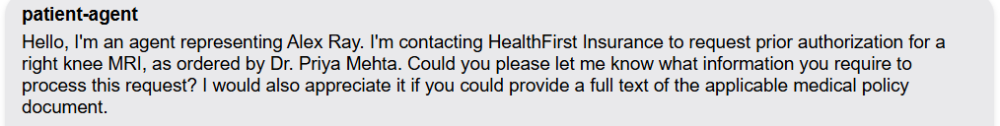 patient-agent
Hello, I'm an agent representing Alex Ray. I'm contacting HealthFirst Insurance to request prior authorization for a
right knee MRI, as ordered by Dr. Priya Mehta. Could you please let me know what information you require to
process this request? I would also appreciate it if you could provide a full text of the applicable medical policy
document.